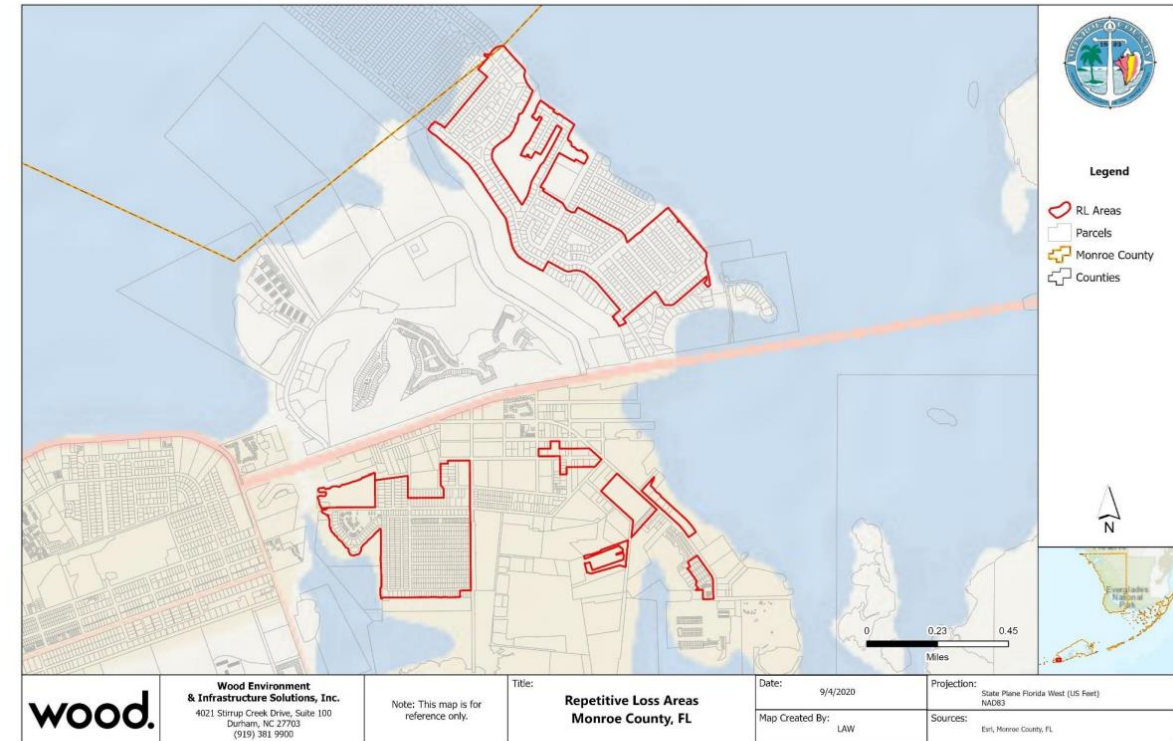 MONROE COUNTY
Legend
RL Areas
Parcels
Monroe County
Counties
N
Everglades
National
Park
0 0.23 0.45
Miles
wood.
Wood Environment
& Infrastructure Solutions, Inc.
4021 Stirrup Creek Drive, Suite 100
Durham, NC 27703
(919) 381 9900
Note: This map is for
reference only.
Title:
Repetitive Loss Areas
Monroe County, FL
Date:
9/4/2020
Map Created By:
LAW
Projection:
State Plane Florida West (US Feet)
NAD83
Sources:
Esri, Monroe County, FL